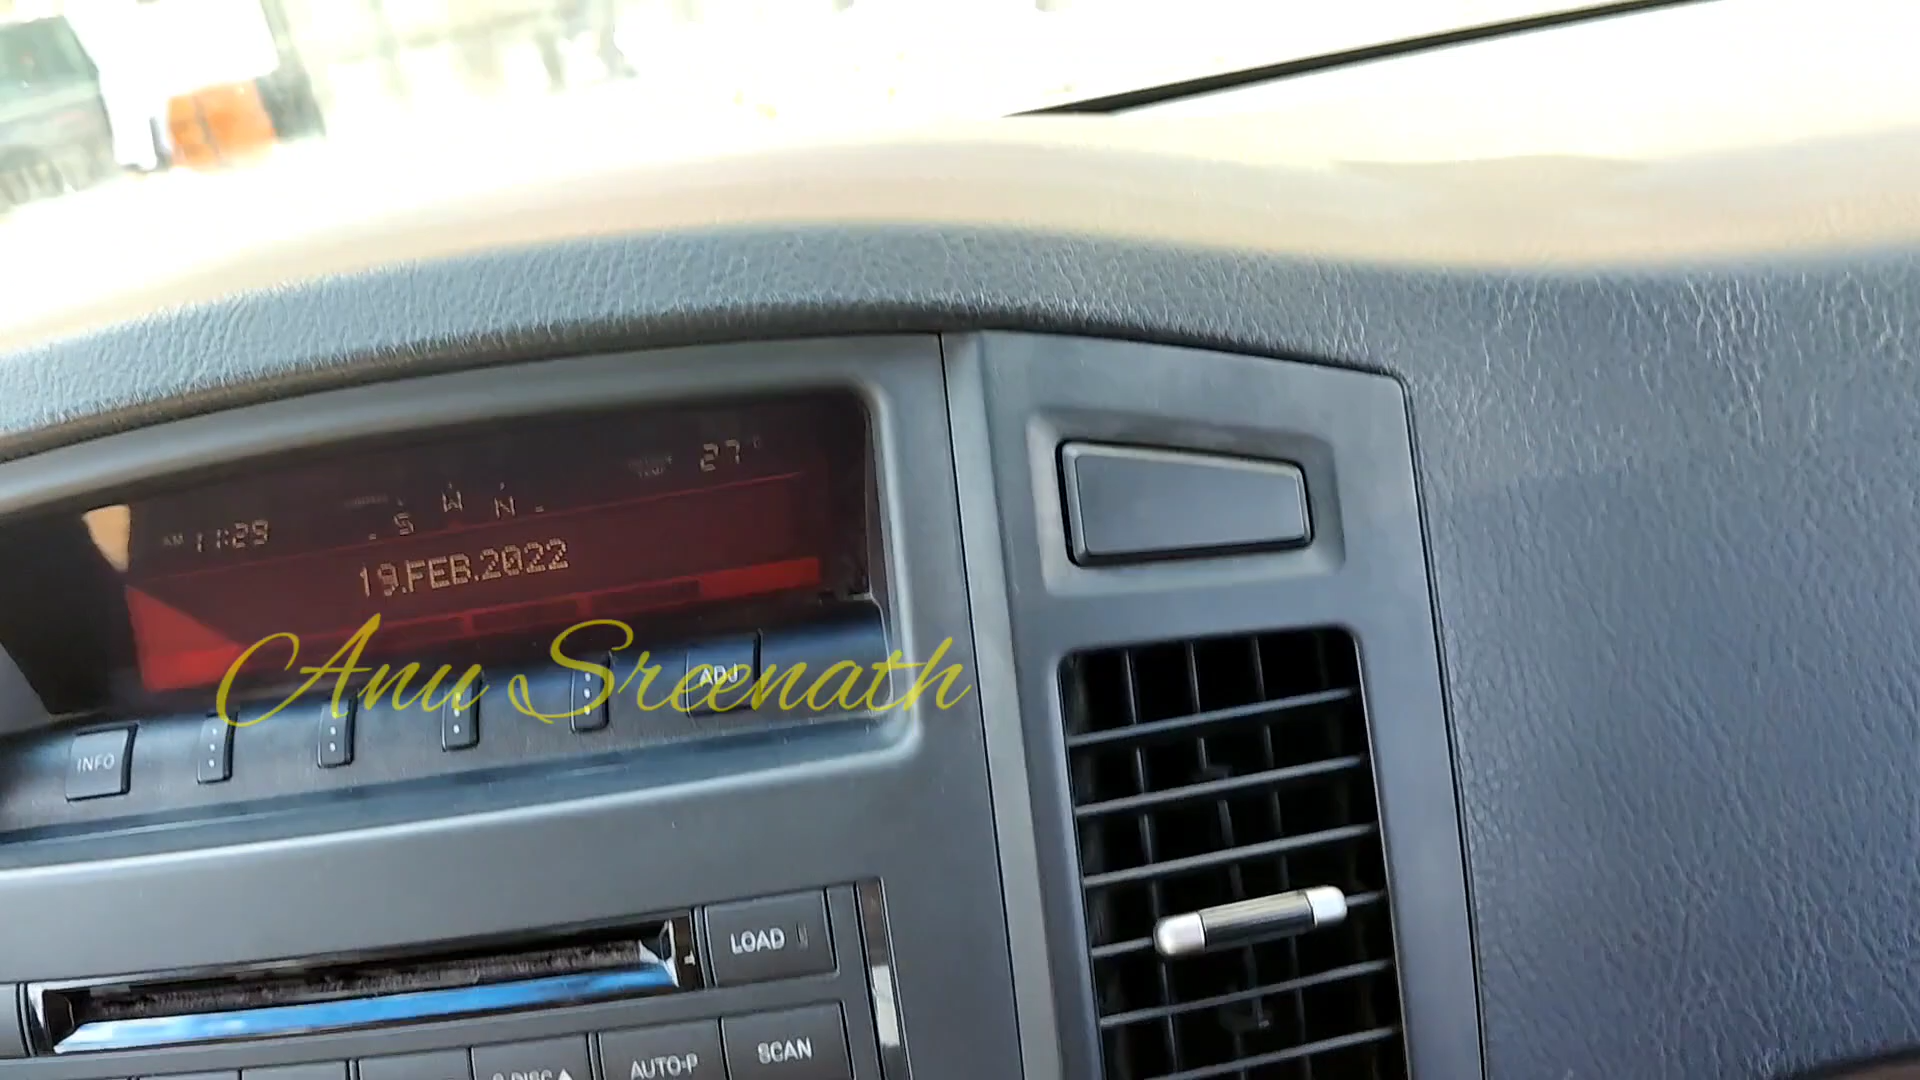 27
S W N
AM 11:29
19.FEB.2022
Anu Sreenath
ADJ
INFO
LOAD
SCAN
AUTO-P